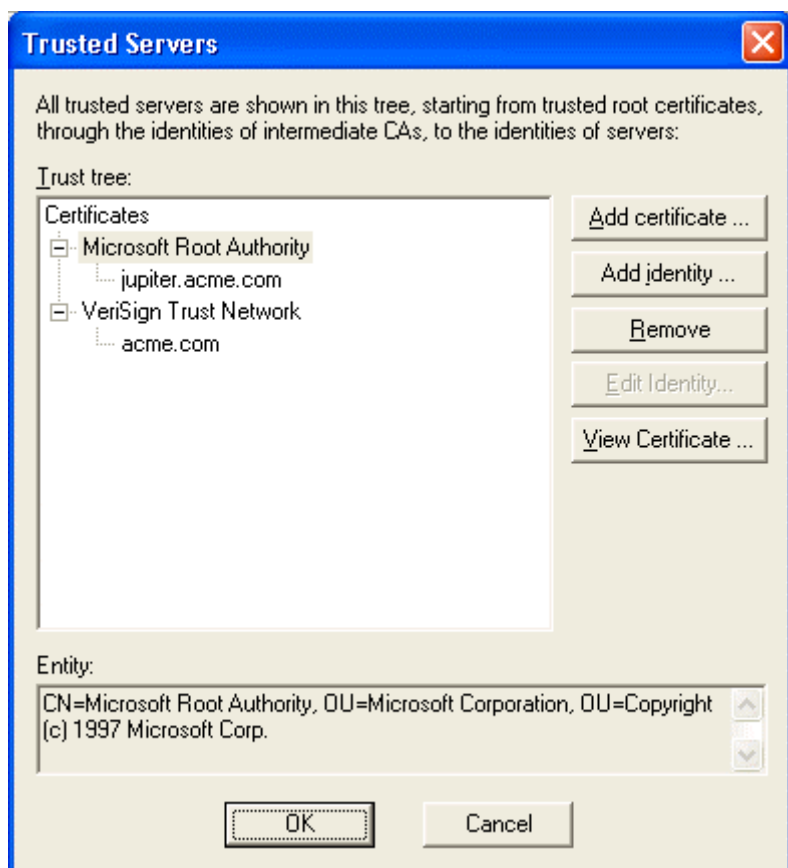 Trusted Servers
All trusted servers are shown in this tree, starting from trusted root certificates,
through the identities of intermediate CAs, to the identities of servers:
Trust tree:
Certificates
Microsoft Root Authority
jupiter.acme.com
VeriSign Trust Network
acme.com
Add certificate ...
Add identity ...
Remove
Edit Identity...
View Certificate ...
Entity:
CN=Microsoft Root Authority, OU=Microsoft Corporation, OU=Copyright
(c) 1997 Microsoft Corp.
OK
Cancel